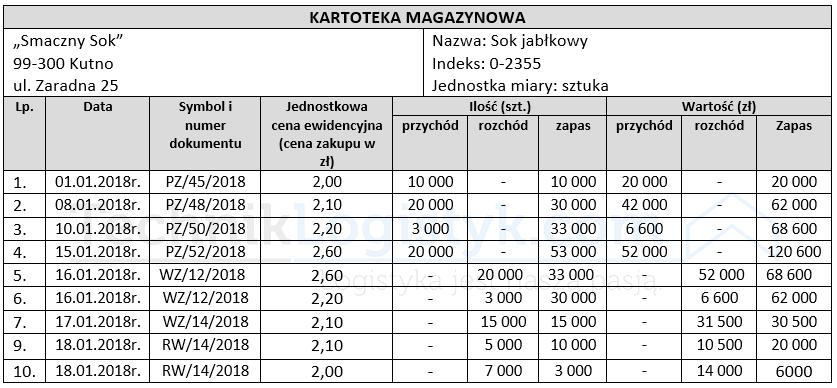 KARTOTEKA MAGAZYNOWA
„Smaczny Sok”
99-300 Kutno
ul. Zaradna 25
Nazwa: Sok jabłkowy
Indeks: 0-2355
Jednostka miary: sztuka
Lp. Data Symbol i numer dokumentu Jednostkowa cena ewidencyjna (cena zakupu w zł) Ilość (szt.) Wartość (zł)
przychód rozchód zapas przychód rozchód Zapas
1. 01.01.2018r. PZ/45/2018 2,00 10 000 - 10 000 20 000 - 20 000
2. 08.01.2018r. PZ/48/2018 2,10 20 000 - 30 000 42 000 - 62 000
3. 10.01.2018r. PZ/50/2018 2,20 3 000 - 33 000 6 600 - 68 600
4. 15.01.2018r. PZ/52/2018 2,60 20 000 - 53 000 52 000 - 120 600
5. 16.01.2018r. WZ/12/2018 2,60 - 20 000 33 000 - 52 000 68 600
6. 16.01.2018r. WZ/12/2018 2,20 - 3 000 30 000 - 6 600 62 000
7. 17.01.2018r. WZ/14/2018 2,10 - 15 000 15 000 - 31 500 30 500
9. 18.01.2018r. RW/14/2018 2,10 - 5 000 10 000 - 10 500 20 000
10. 18.01.2018r. RW/14/2018 2,00 - 7 000 3 000 - 14 000 6000
TechnikLogistyk.com
Logistyka jest naszą pasją.